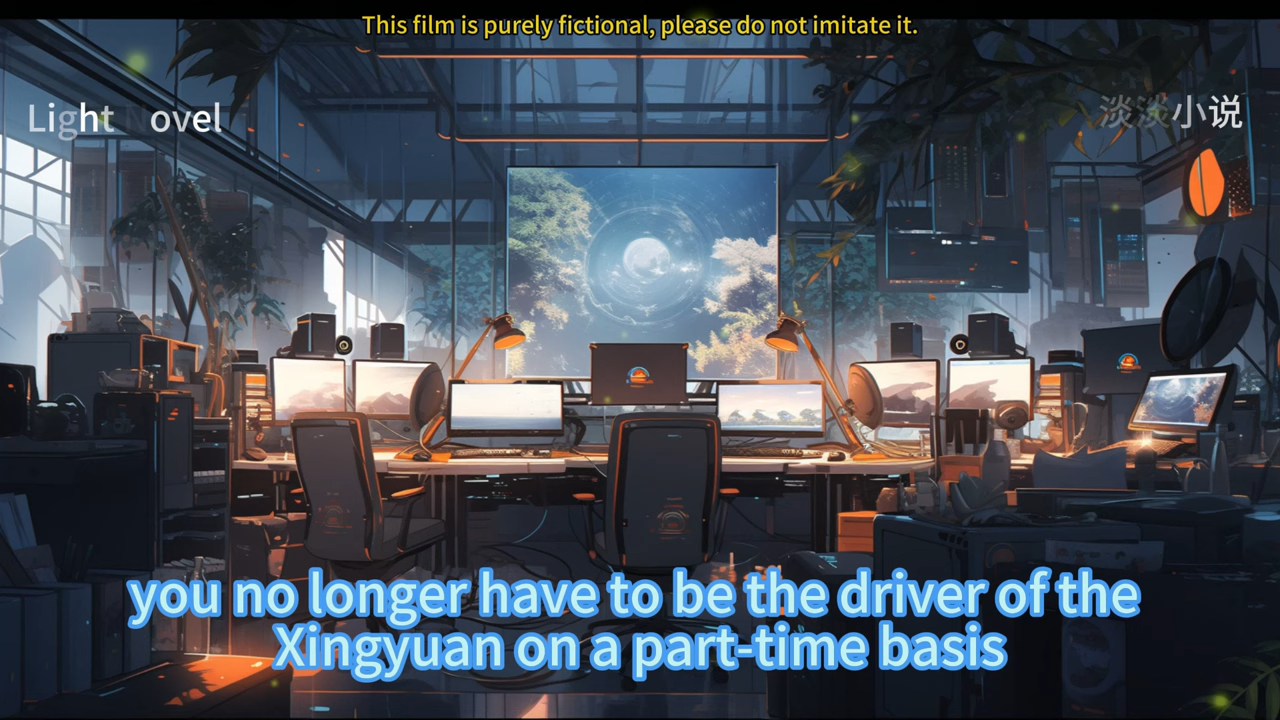 This film is purely fictional, please do not imitate it.
Light ovel
淡淡小说
you no longer have to be the driver of the
Xingyuan on a part-time basis